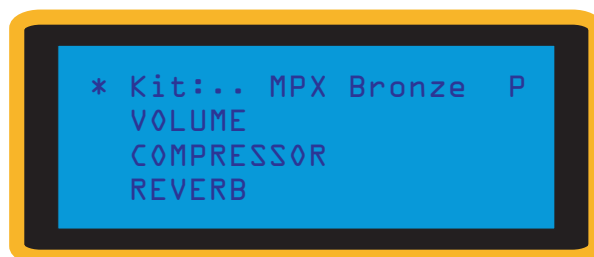 * Kit:.. MPX Bronze P
VOLUME
COMPRESSOR
REVERB